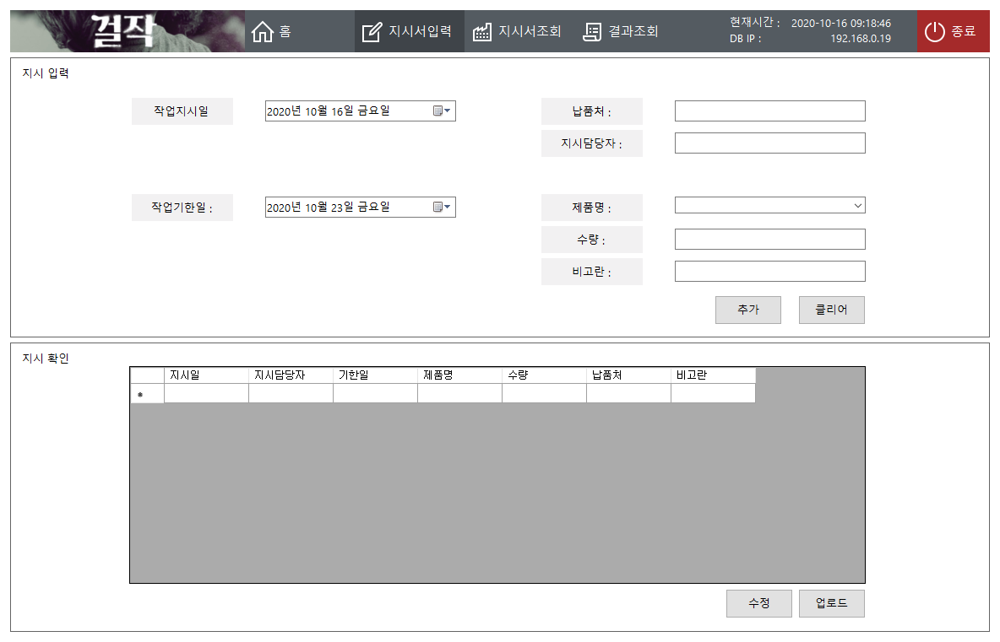 걸작
홈
지시서입력
지시서조회
결과조회
현재시간 : 2020-10-16 09:18:46
DB IP : 192.168.0.19
종료
지시 입력
작업지시일 2020년 10월 16일 금요일 납품처 :
지시담당자 :
작업기한일 : 2020년 10월 23일 금요일 제품명 :
수량 :
비고란 :
추가 클리어
지시 확인
지시일 지시담당자 기한일 제품명 수량 납품처 비고란
수정 업로드